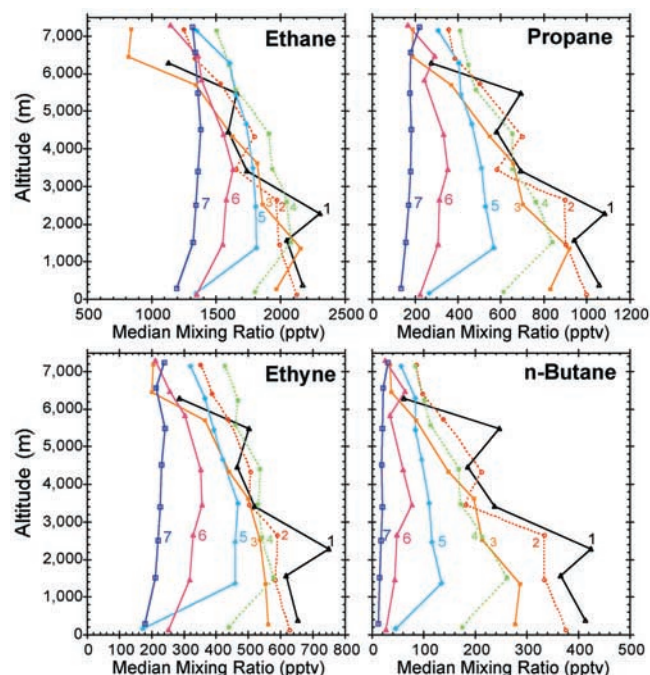 Ethane
Propane
7,000
6,000
5,000
4,000
3,000
2,000
1,000
0
Altitude (m)
7 6 5 3 2 4 1
7 6 5 3 4 2 1
500 1000 1500 2000 2500
0 200 400 600 800 1000 1200
Median Mixing Ratio (pptv)
Median Mixing Ratio (pptv)
Ethyne
n-Butane
7,000
6,000
5,000
4,000
3,000
2,000
1,000
0
Altitude (m)
7 6 5 3 4 2 1
7 6 5 3 4 2 1
0 100 200 300 400 500 600 700 800
0 100 200 300 400 500
Median Mixing Ratio (pptv)
Median Mixing Ratio (pptv)